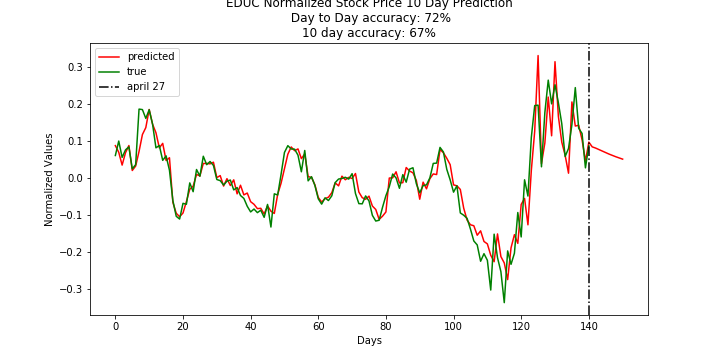 EDUC Normalized Stock Price 10 Day Prediction
Day to Day accuracy: 72%
10 day accuracy: 67%
predicted
true
april 27
Normalized Values
0.3
0.2
0.1
0.0
−0.1
−0.2
−0.3
0 20 40 60 80 100 120 140
Days